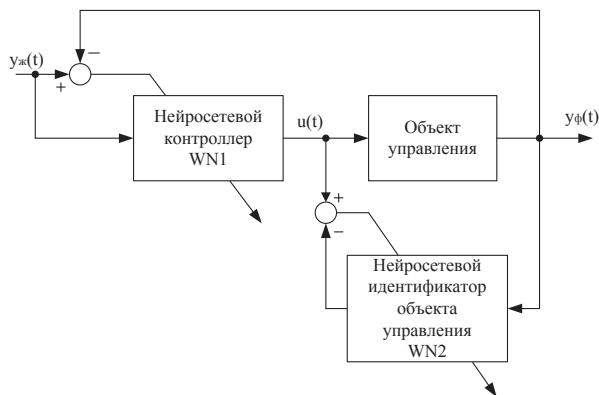 yж(t)
−
+
Нейросетевой
контроллер
WN1
u(t)
Объект
управления
yф(t)
+
−
Нейросетевой
идентификатор
объекта
управления
WN2